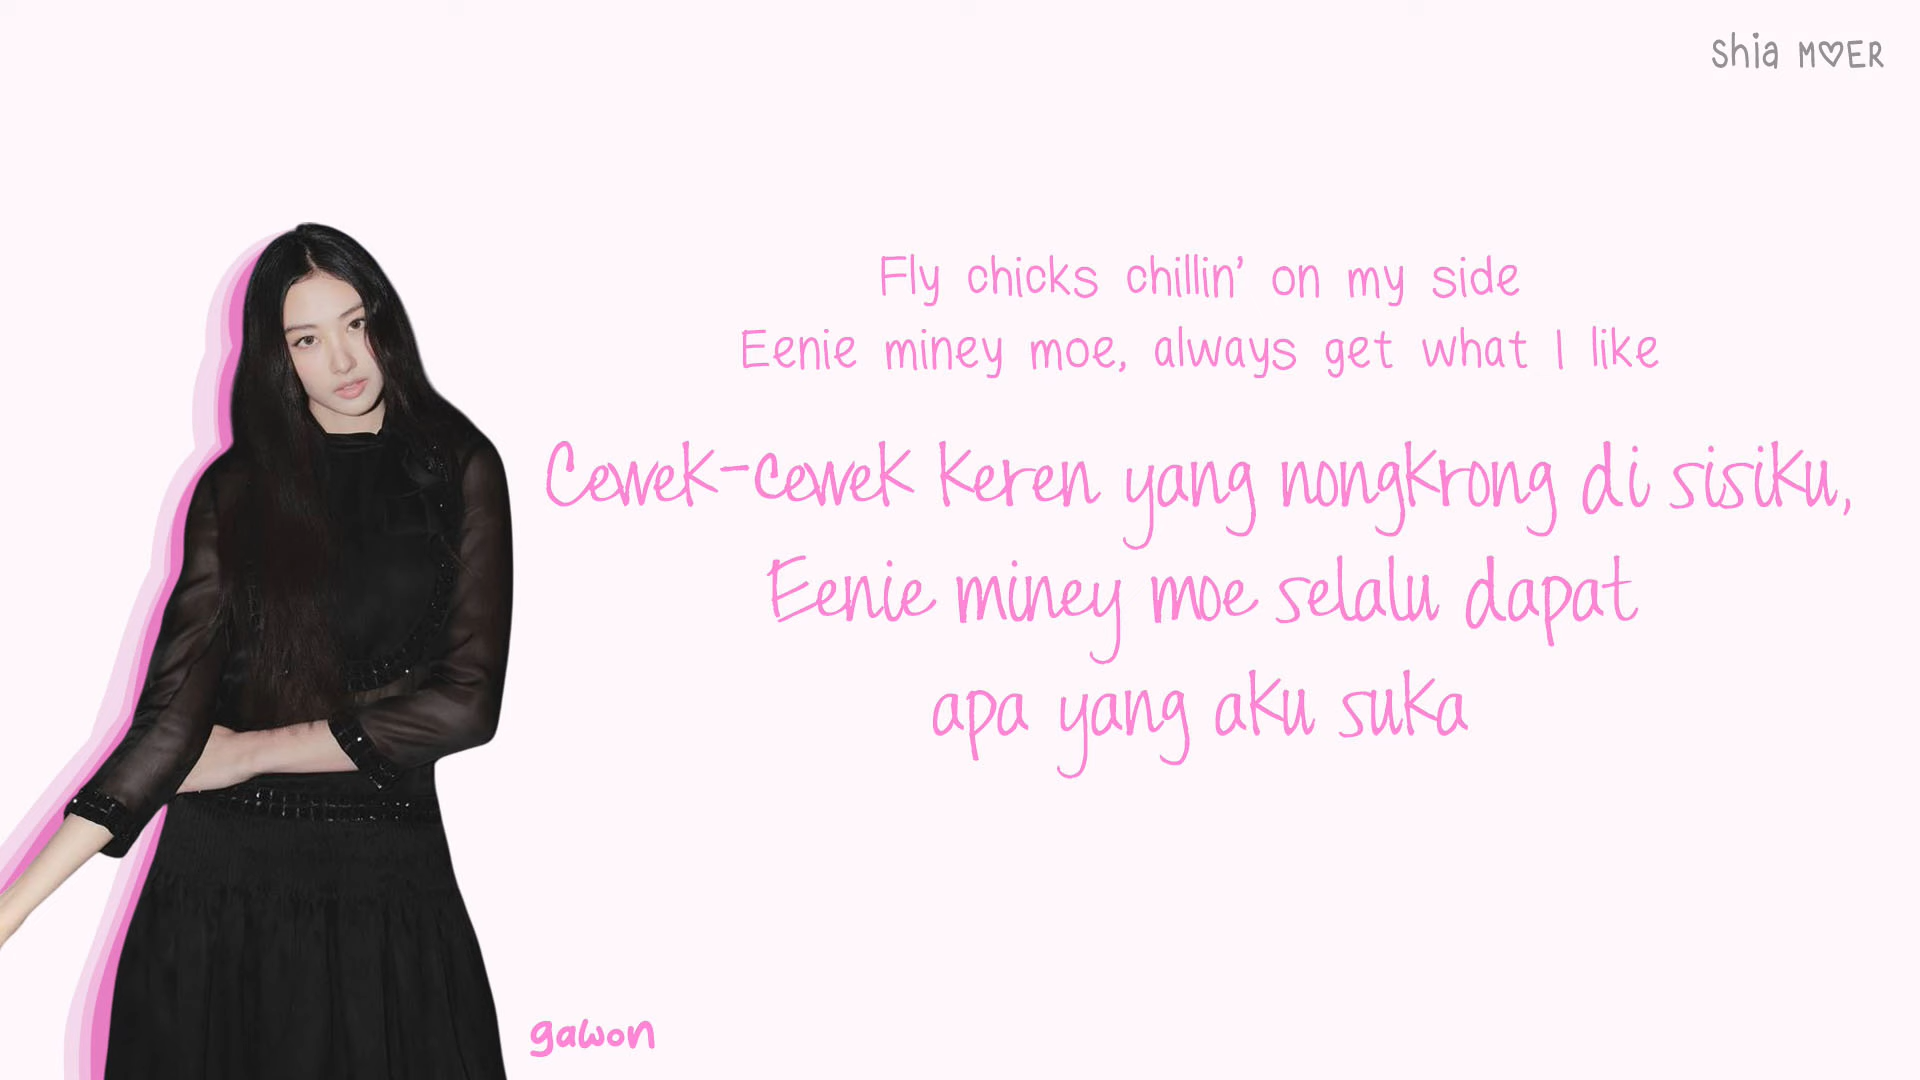 Shia M♡ER
Fly chicks chillin' on my side
Eenie miney moe, always get what I like
Cewek-cewek keren yang nongkrong di sisiku,
Eenie miney moe selalu dapat
apa yang aku suka
gawon